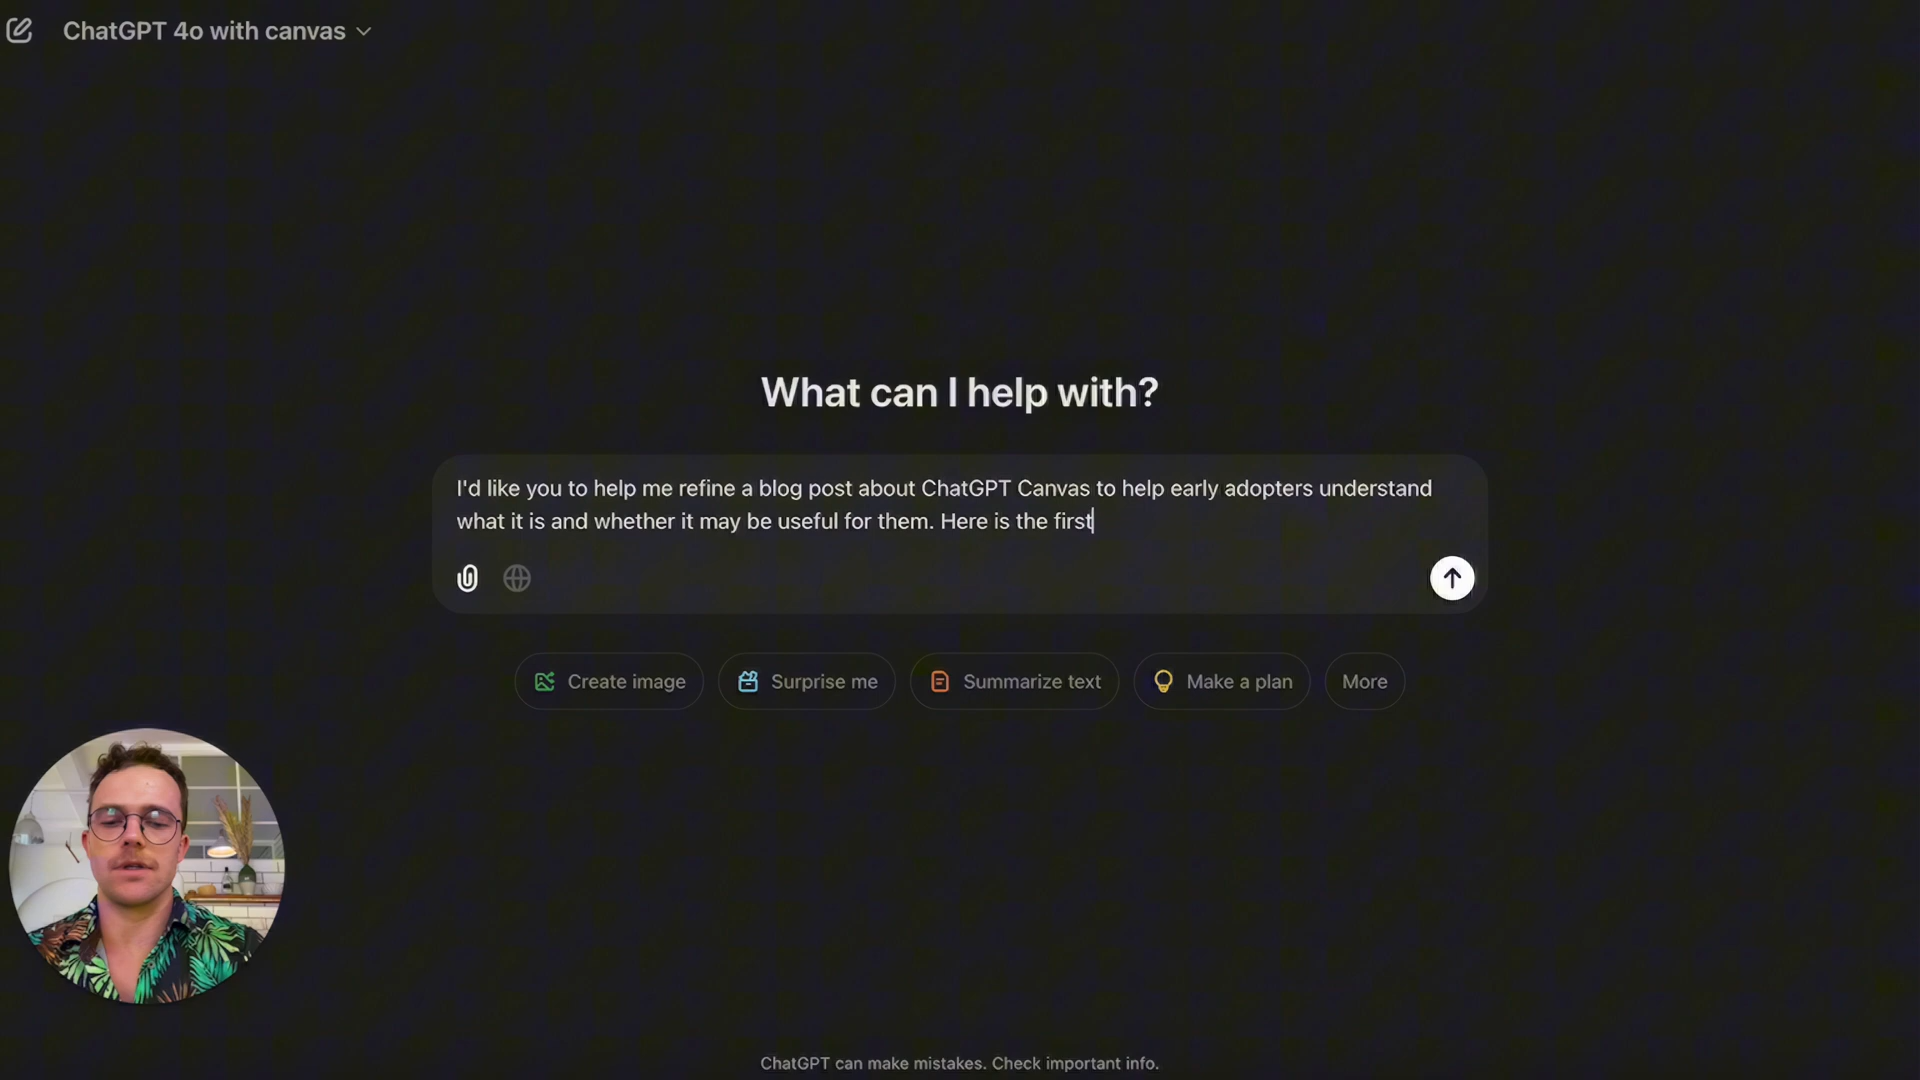 ChatGPT 4o with canvas
What can I help with?
I'd like you to help me refine a blog post about ChatGPT Canvas to help early adopters understand
what it is and whether it may be useful for them. Here is the first
Create image
Surprise me
Summarize text
Make a plan
More
ChatGPT can make mistakes. Check important info.